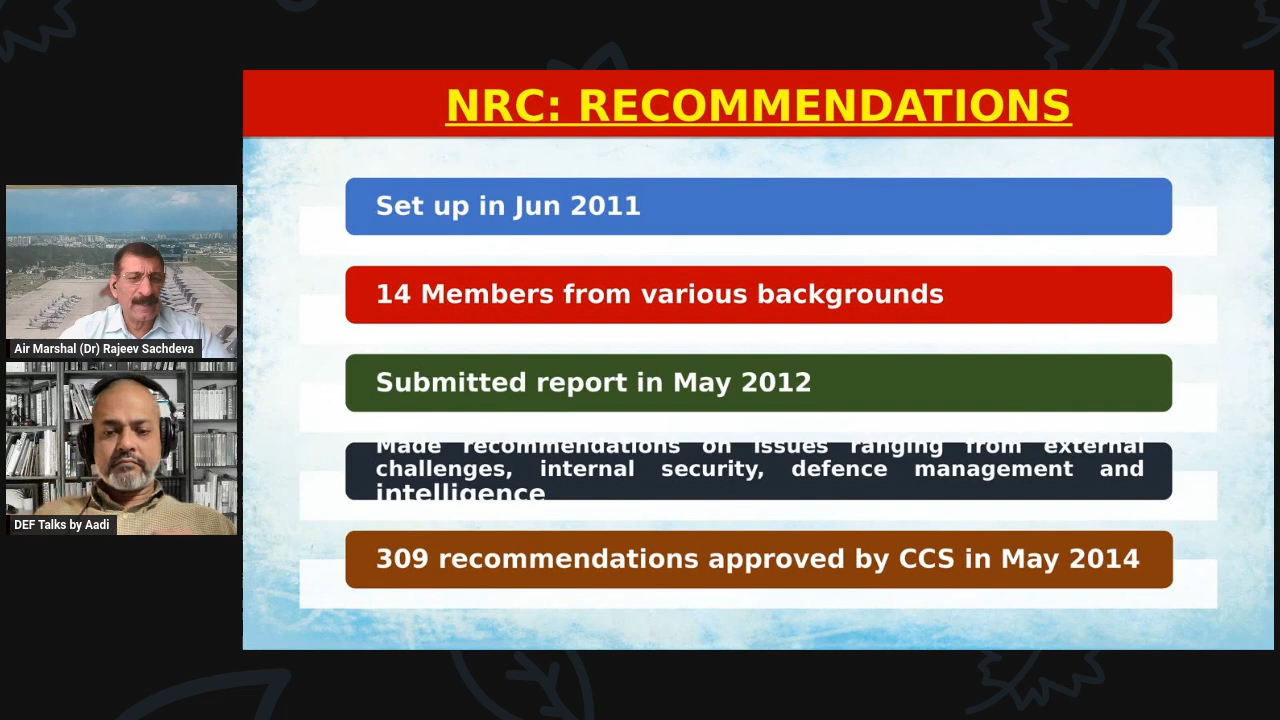 NRC: RECOMMENDATIONS
Set up in Jun 2011
14 Members from various backgrounds
Submitted report in May 2012
Made recommendations on issues ranging from external
challenges, internal security, defence management and
intelligence
309 recommendations approved by CCS in May 2014
Air Marshal (Dr) Rajeev Sachdeva
DEF Talks by Aadi